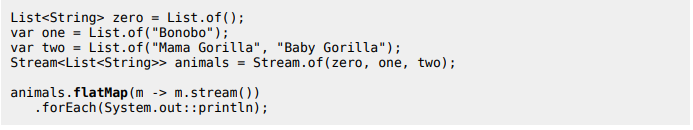 List<String> zero = List.of();
var one = List.of("Bonobo");
var two = List.of("Mama Gorilla", "Baby Gorilla");
Stream<List<String>> animals = Stream.of(zero, one, two);

animals.flatMap(m -> m.stream())
   .forEach(System.out::println);